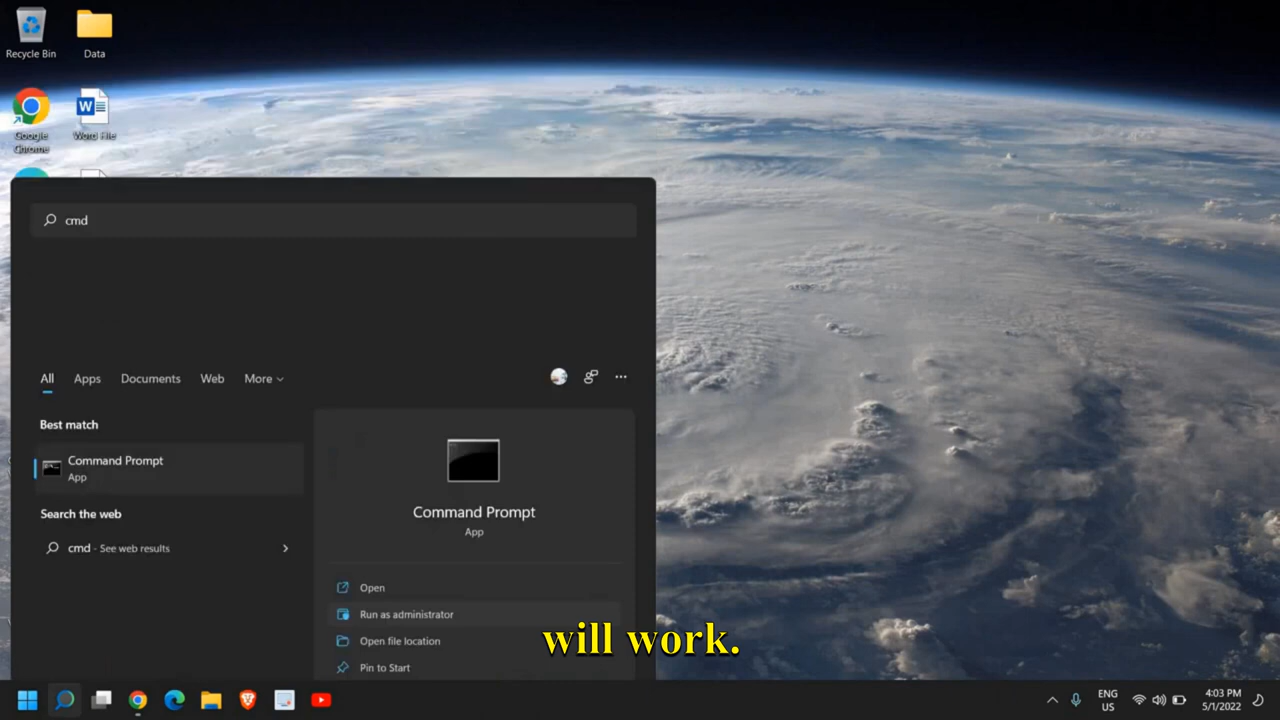 Recycle Bin
Data
Google
Chrome
Word File
cmd
All
Apps
Documents
Web
More
Best match
Command Prompt
App
Search the web
cmd - See web results
Command Prompt
App
Open
Run as administrator
Open file location
Pin to Start
will work.
ENG
US
4:03 PM
5/1/2022